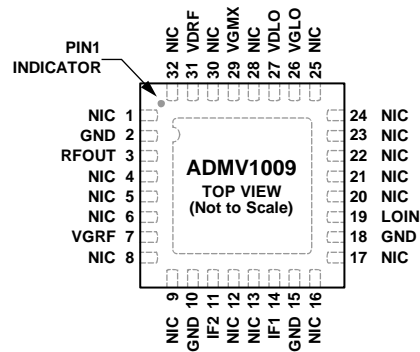 PIN1
INDICATOR
32 NIC
31 VDRF
30 NIC
29 VGMX
28 NIC
27 VDLO
26 VGLO
25 NIC
NIC 1
GND 2
RFOUT 3
NIC 4
NIC 5
NIC 6
VGRF 7
NIC 8
ADMV1009
TOP VIEW
(Not to Scale)
24 NIC
23 NIC
22 NIC
21 NIC
20 NIC
19 LOIN
18 GND
17 NIC
NIC 9
GND 10
IF2 11
NIC 12
NIC 13
IF1 14
GND 15
NIC 16